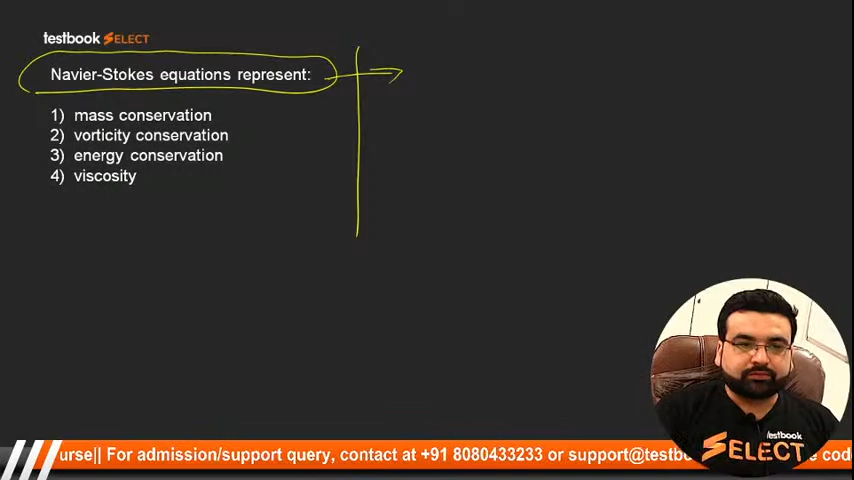 testbook SELECT
Navier-Stokes equations represent:
1) mass conservation
2) vorticity conservation
3) energy conservation
4) viscosity
testbook
SELECT
urse|| For admission/support query, contact at +91 8080433233 or support@testb code